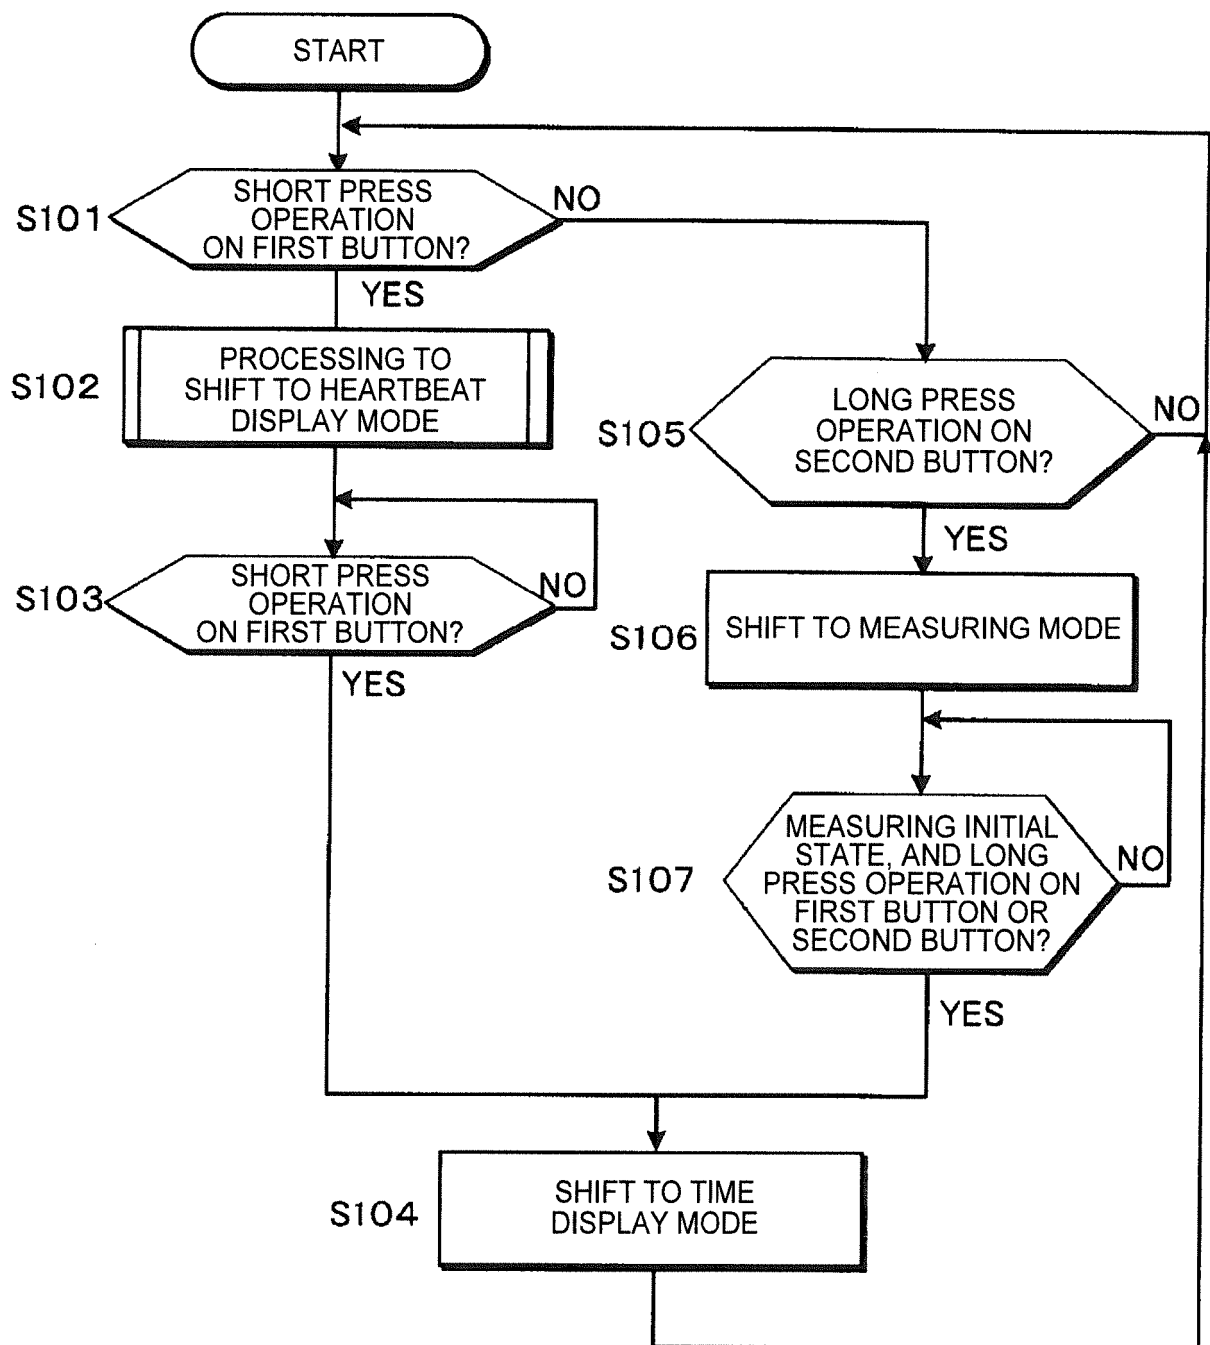 START
S101
SHORT PRESS
OPERATION
ON FIRST BUTTON?
NO
YES
S102
PROCESSING TO
SHIFT TO HEARTBEAT
DISPLAY MODE
S103
SHORT PRESS
OPERATION
ON FIRST BUTTON?
NO
YES
S105
LONG PRESS
OPERATION ON
SECOND BUTTON?
NO
YES
S106
SHIFT TO MEASURING MODE
S107
MEASURING INITIAL
STATE, AND LONG
PRESS OPERATION ON
FIRST BUTTON OR
SECOND BUTTON?
NO
YES
S104
SHIFT TO TIME
DISPLAY MODE